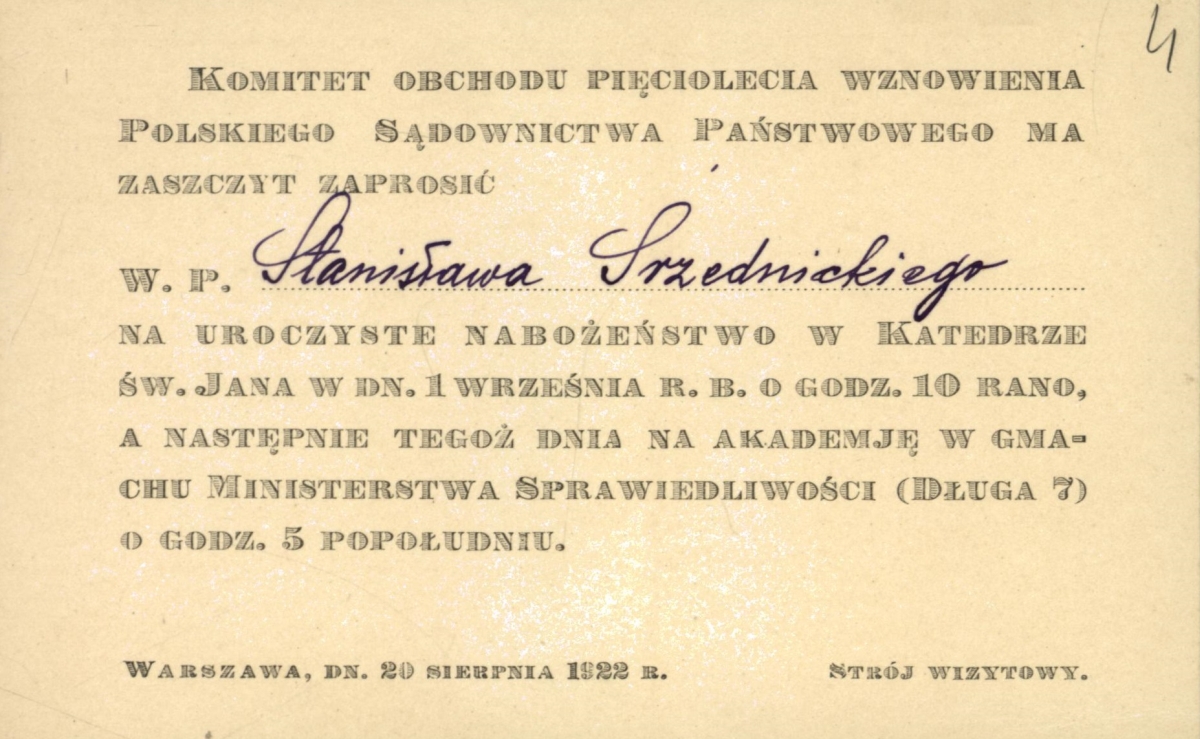 4
Komitet obchodu pięciolecia wznowienia
Polskiego Sądownictwa Państwowego ma
zaszczyt zaprosić
W. P. Stanisława Srzédnickiego
na uroczyste nabożeństwo w Katedrze
św. Jana w dn. 1 września r. b. o godz. 10 rano,
a następnie tegoż dnia na akademję w gma-
chu Ministerstwa Sprawiedliwości (Długa 7)
o godz. 5 popołudniu.
Warszawa, dn. 20 sierpnia 1922 r.
Strój wizytowy.